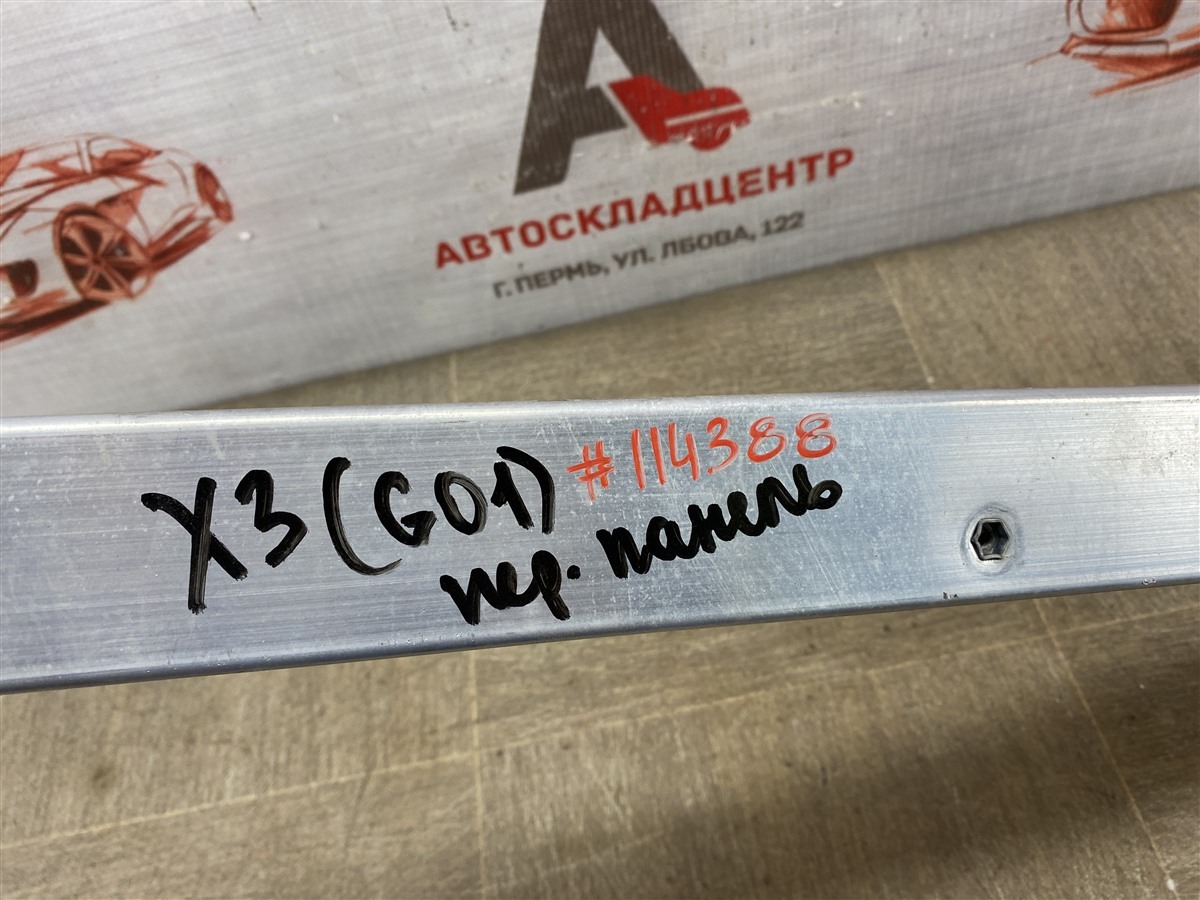 АВТОСКЛАДЦЕНТР
Г. ПЕРМЬ, УЛ. ЛБОВА, 122
X3 (G01) #114388
пер. панель